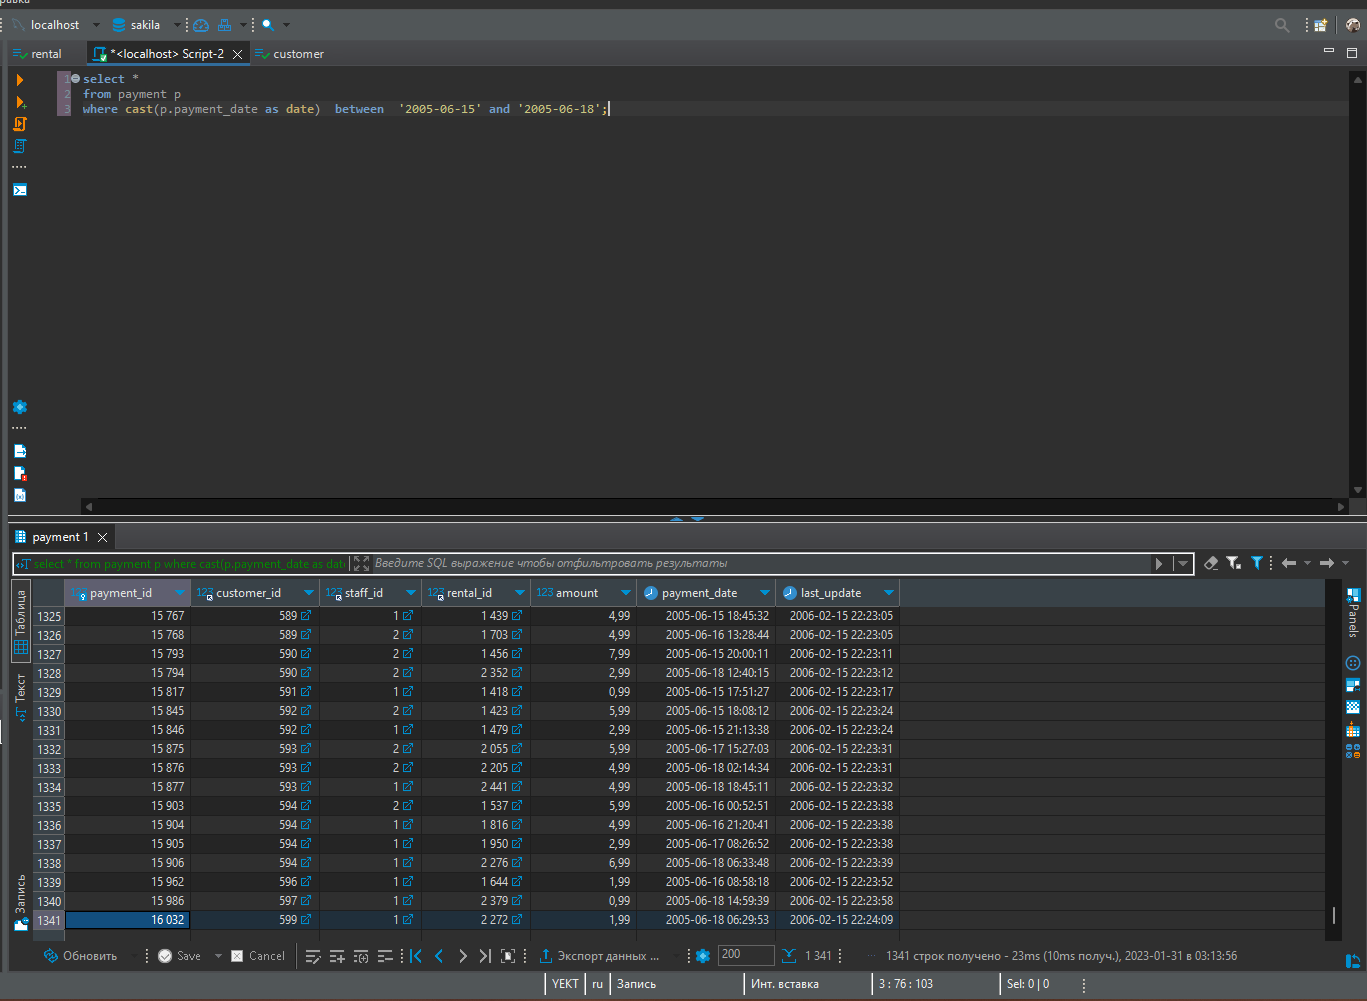 равка
localhost sakila
rental *<localhost> Script-2 customer
1 select *
2 from payment p
3 where cast(p.payment_date as date)  between  '2005-06-15' and '2005-06-18';
payment 1
select * from payment p where cast(p.payment_date as date Введите SQL выражение чтобы отфильтровать результаты
Таблица
Текст
Запись
Panels
123 payment_id 123 customer_id 123 staff_id 123 rental_id 123 amount payment_date last_update
1325 15 767 589 1 1 439 4,99 2005-06-15 18:45:32 2006-02-15 22:23:05
1326 15 768 589 2 1 703 4,99 2005-06-16 13:28:44 2006-02-15 22:23:05
1327 15 793 590 2 1 456 7,99 2005-06-15 20:00:11 2006-02-15 22:23:11
1328 15 794 590 2 2 352 2,99 2005-06-18 12:40:15 2006-02-15 22:23:12
1329 15 817 591 1 1 418 0,99 2005-06-15 17:51:27 2006-02-15 22:23:17
1330 15 845 592 2 1 423 5,99 2005-06-15 18:08:12 2006-02-15 22:23:24
1331 15 846 592 1 1 479 2,99 2005-06-15 21:13:38 2006-02-15 22:23:24
1332 15 875 593 2 2 055 5,99 2005-06-17 15:27:03 2006-02-15 22:23:31
1333 15 876 593 2 2 205 4,99 2005-06-18 02:14:34 2006-02-15 22:23:31
1334 15 877 593 1 2 441 4,99 2005-06-18 18:45:11 2006-02-15 22:23:32
1335 15 903 594 2 1 537 5,99 2005-06-16 00:52:51 2006-02-15 22:23:38
1336 15 904 594 1 1 816 4,99 2005-06-16 21:20:41 2006-02-15 22:23:38
1337 15 905 594 1 1 950 2,99 2005-06-17 08:26:52 2006-02-15 22:23:38
1338 15 906 594 1 2 276 6,99 2005-06-18 06:33:48 2006-02-15 22:23:39
1339 15 962 596 1 1 644 1,99 2005-06-16 08:58:18 2006-02-15 22:23:52
1340 15 986 597 1 2 379 0,99 2005-06-18 14:59:39 2006-02-15 22:23:58
1341 16 032 599 1 2 272 1,99 2005-06-18 06:29:53 2006-02-15 22:24:09
Обновить Save Cancel Экспорт данных ... 200 1 341 1341 строк получено - 23ms (10ms получ.), 2023-01-31 в 03:13:56
YEKT ru Запись Инт. вставка 3 : 76 : 103 Sel: 0 | 0